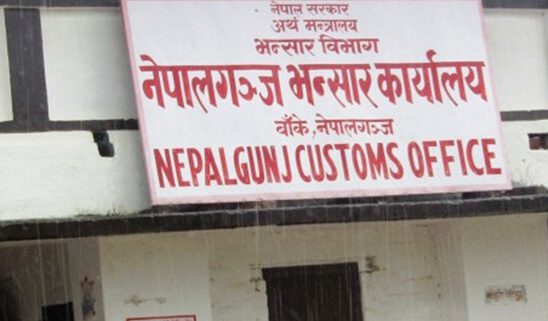 नेपाल सरकार
अर्थ मन्त्रालय
भन्सार विभाग
नेपालगञ्ज भन्सार कार्यालय
बाँके, नेपालगञ्ज
NEPALGUNJ CUSTOMS OFFICE